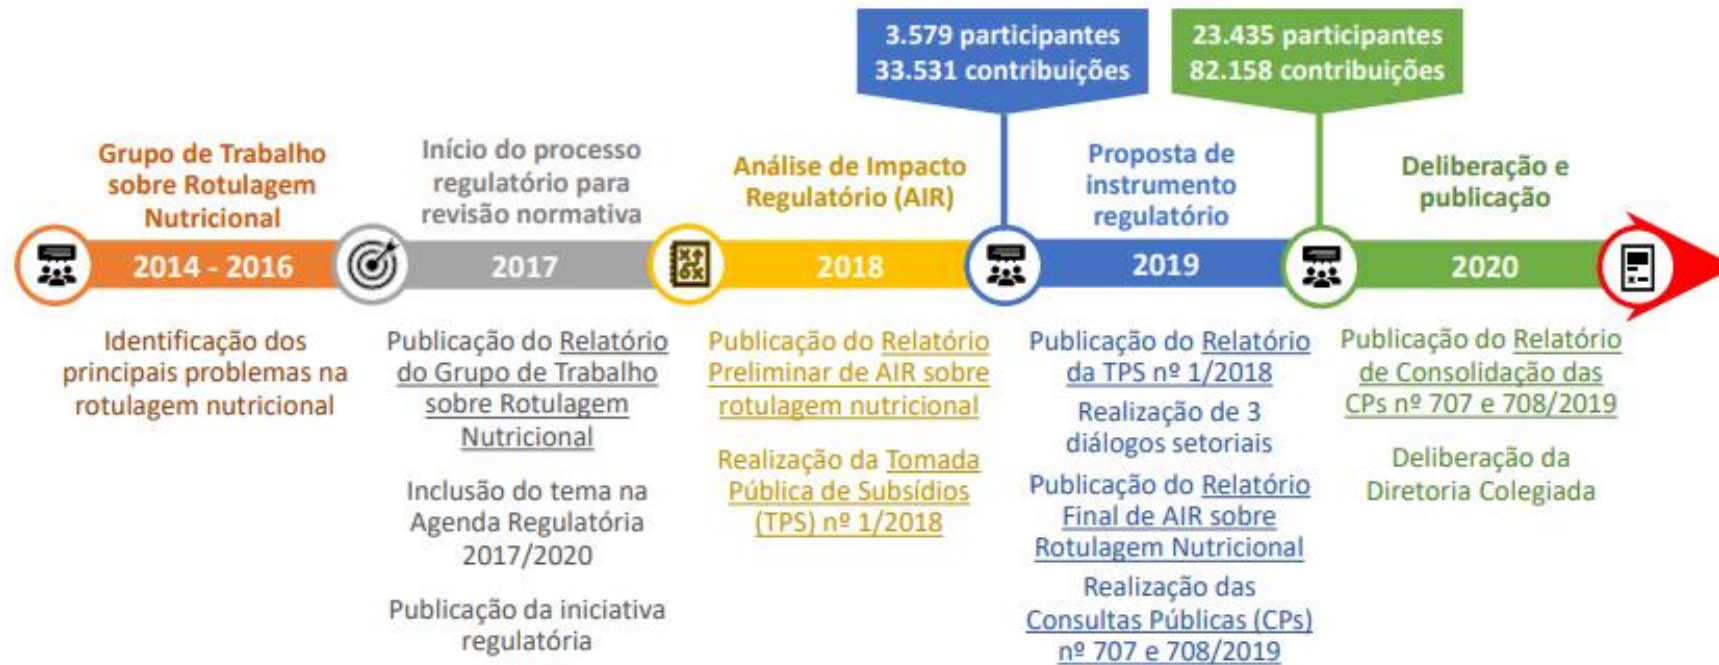 3.579 participantes
33.531 contribuições
23.435 participantes
82.158 contribuições
Grupo de Trabalho
sobre Rotulagem
Nutricional
Início do processo
regulatório para
revisão normativa
Análise de Impacto
Regulatório (AIR)
Proposta de
instrumento
regulatório
Deliberação e
publicação
2014 - 2016
2017
2018
2019
2020
Identificação dos
principais problemas na
rotulagem nutricional
Publicação do Relatório
do Grupo de Trabalho
sobre Rotulagem
Nutricional
Inclusão do tema na
Agenda Regulatória
2017/2020
Publicação da iniciativa
regulatória
Publicação do Relatório
Preliminar de AIR sobre
rotulagem nutricional
Realização da Tomada
Pública de Subsídios
(TPS) nº 1/2018
Publicação do Relatório
da TPS nº 1/2018
Realização de 3
diálogos setoriais
Publicação do Relatório
Final de AIR sobre
Rotulagem Nutricional
Realização das
Consultas Públicas (CPs)
nº 707 e 708/2019
Publicação do Relatório
de Consolidação das
CPs nº 707 e 708/2019
Deliberação da
Diretoria Colegiada